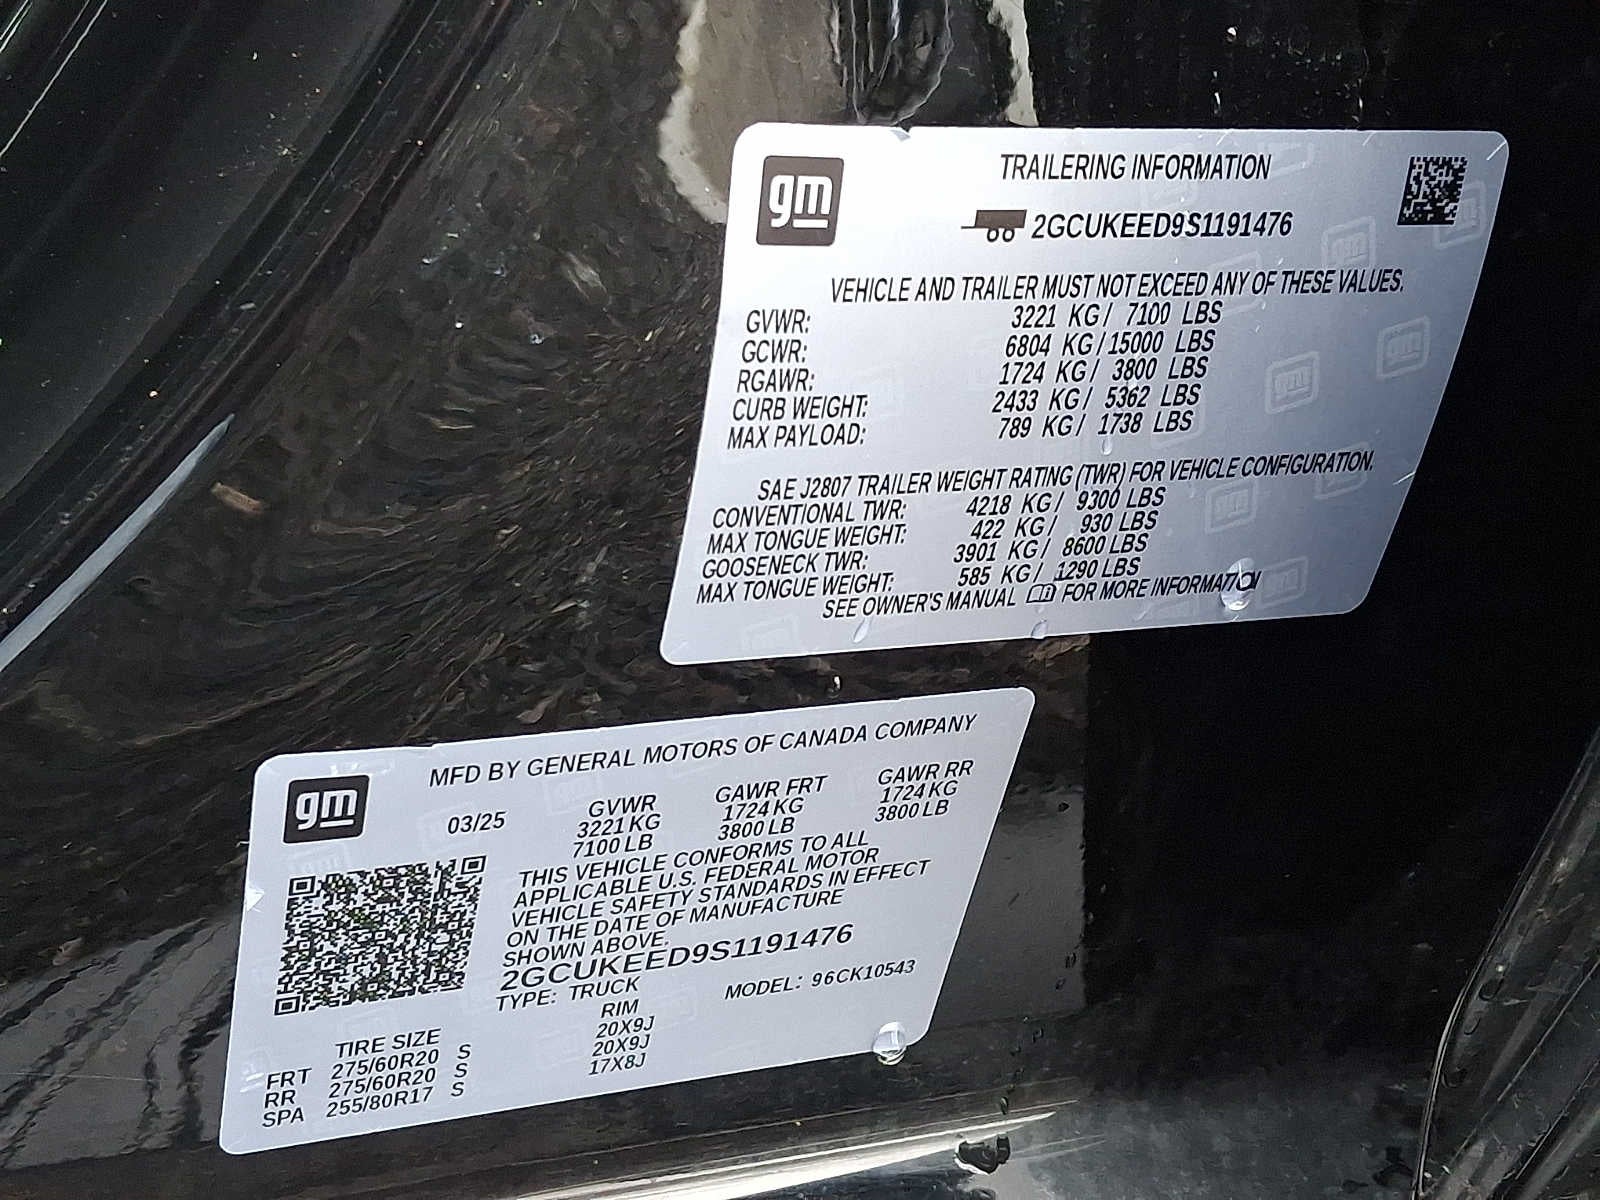 gm
TRAILERING INFORMATION
2GCUKEED9S1191476
VEHICLE AND TRAILER MUST NOT EXCEED ANY OF THESE VALUES.
GVWR: 3221 KG / 7100 LBS
GCWR: 6804 KG / 15000 LBS
RGAWR: 1724 KG / 3800 LBS
CURB WEIGHT: 2433 KG / 5362 LBS
MAX PAYLOAD: 789 KG / 1738 LBS
SAE J2807 TRAILER WEIGHT RATING (TWR) FOR VEHICLE CONFIGURATION.
CONVENTIONAL TWR: 4218 KG / 9300 LBS
MAX TONGUE WEIGHT: 422 KG / 930 LBS
GOOSENECK TWR: 3901 KG / 8600 LBS
MAX TONGUE WEIGHT: 585 KG / 1290 LBS
SEE OWNER'S MANUAL FOR MORE INFORMATION
gm
MFD BY GENERAL MOTORS OF CANADA COMPANY
03/25 GVWR GAWR FRT GAWR RR
3221 KG 1724 KG 1724 KG
7100 LB 3800 LB 3800 LB
THIS VEHICLE CONFORMS TO ALL
APPLICABLE U.S. FEDERAL MOTOR
VEHICLE SAFETY STANDARDS IN EFFECT
ON THE DATE OF MANUFACTURE
SHOWN ABOVE.
2GCUKEED9S1191476
TYPE: TRUCK MODEL: 96CK10543
TIRE SIZE RIM
FRT 275/60R20 S 20X9J
RR 275/60R20 S 20X9J
SPA 255/80R17 S 17X8J